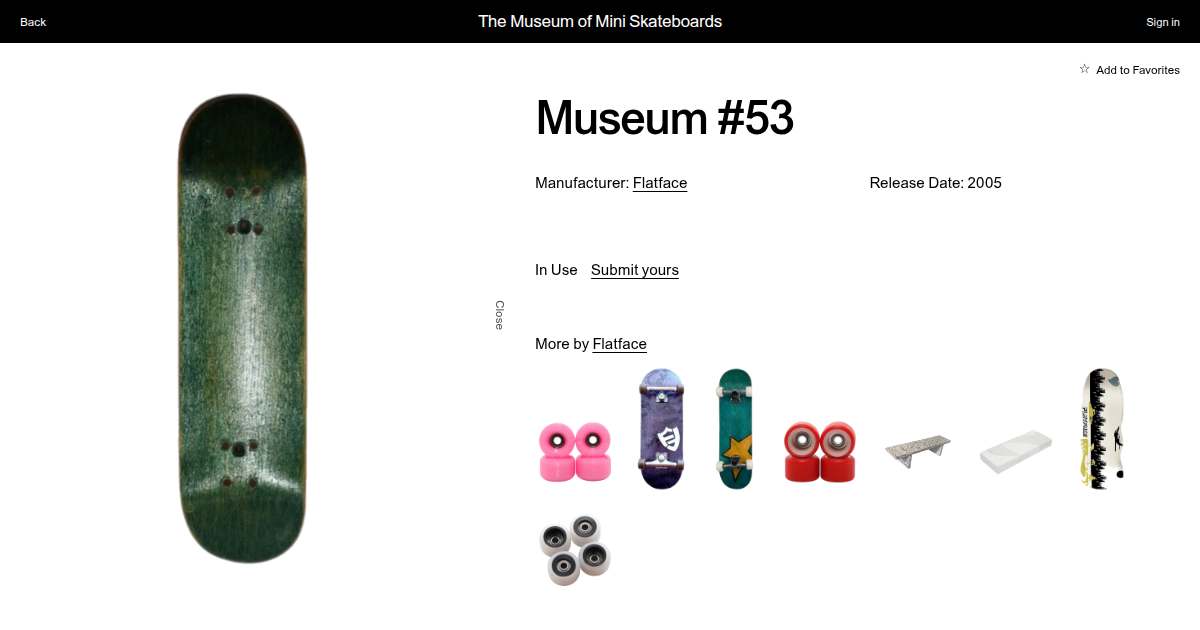 Back
The Museum of Mini Skateboards
Sign in
☆ Add to Favorites
Museum #53
Manufacturer: Flatface
Release Date: 2005
In Use Submit yours
Close
More by Flatface